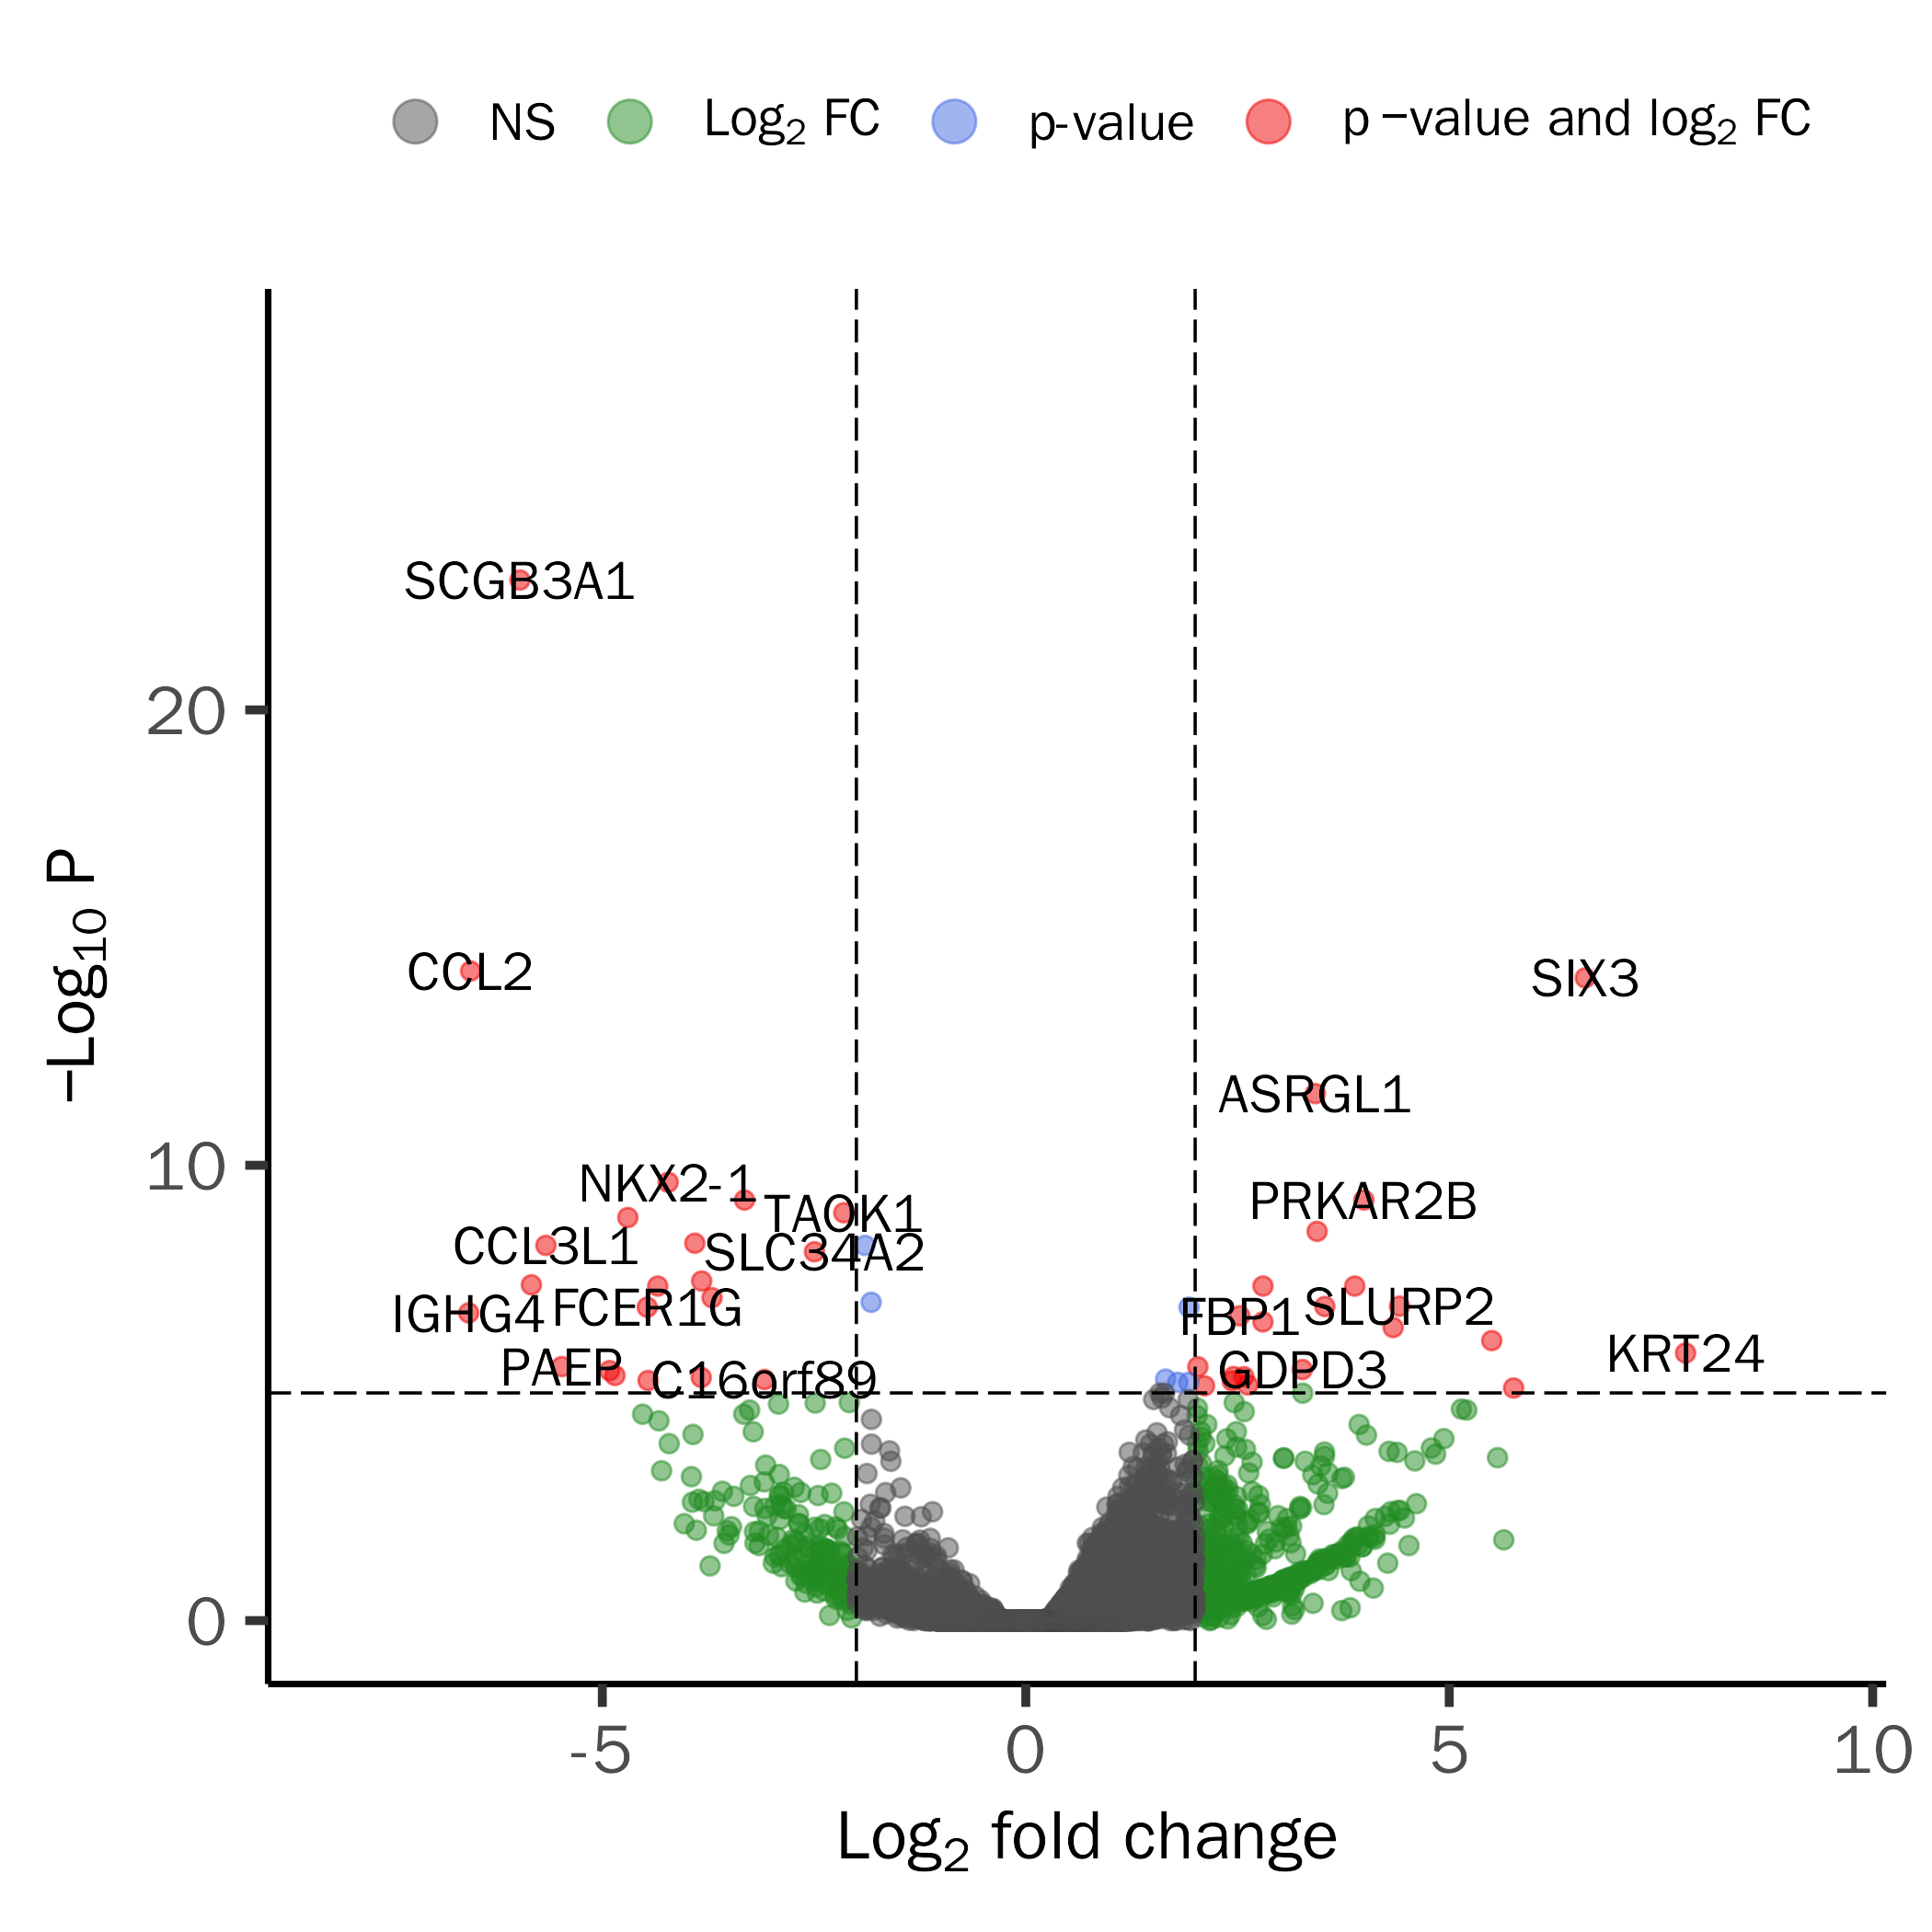 NS Log2 FC p-value p −value and log2 FC
SCGB3A1
20
−Log10 P
CCL2
SIX3
ASRGL1
10
NKX2-1
PRKAR2B
TAOK1
CCL3L1
SLC34A2
FCER1G
SLURP2
IGHG4
FBP1
KRT24
PAEP
GDPD3
C16orf89
0
-5 0 5 10
Log2 fold change